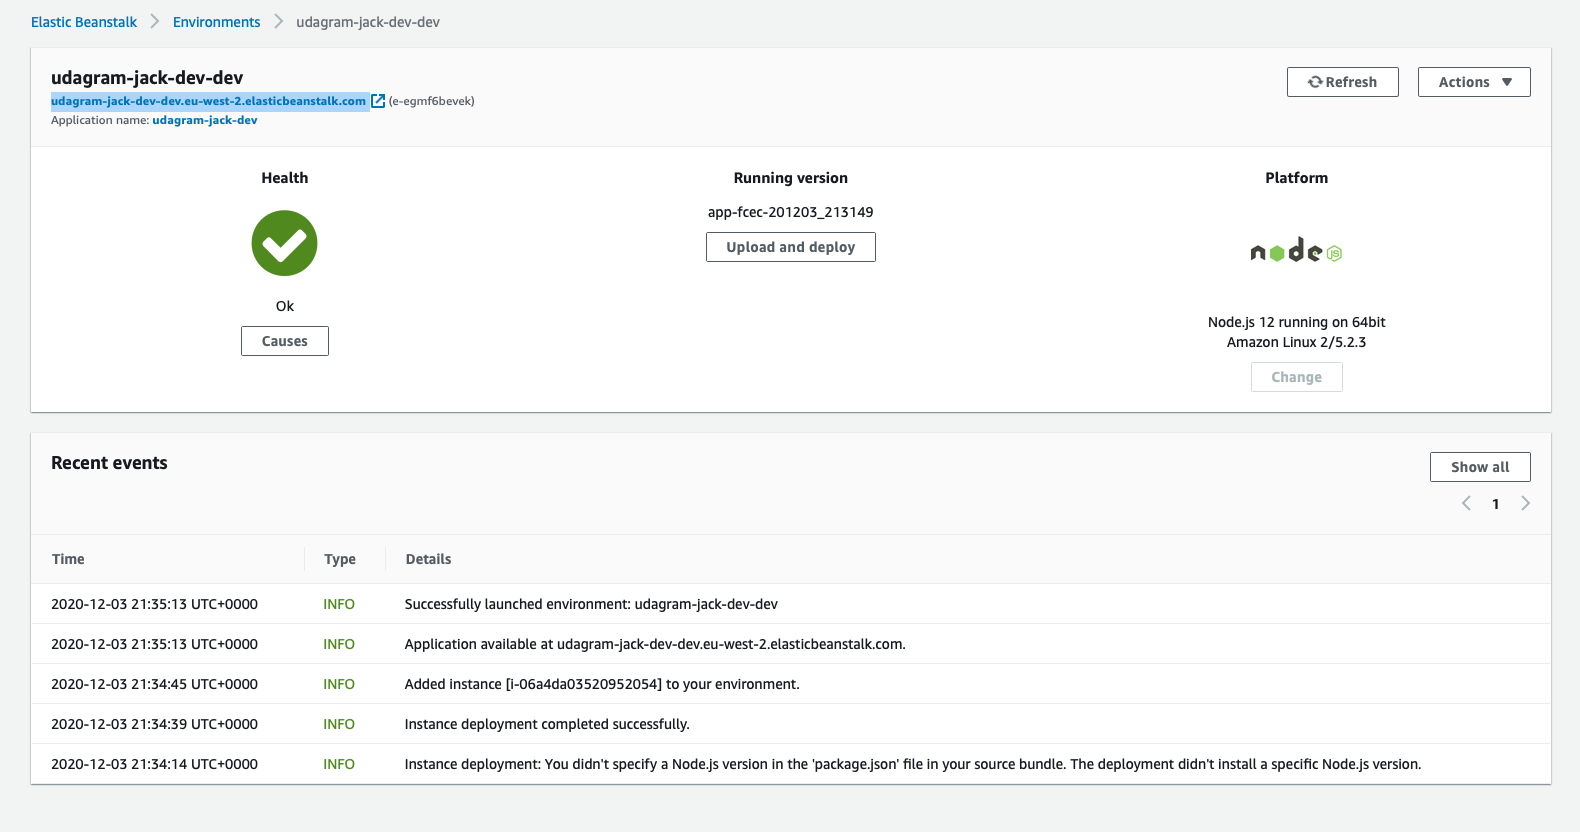 Elastic Beanstalk > Environments > udagram-jack-dev-dev
udagram-jack-dev-dev
udagram-jack-dev-dev.eu-west-2.elasticbeanstalk.com (e-egmf6bevek)
Application name: udagram-jack-dev
Refresh
Actions
Health
Ok
Causes
Running version
app-fcec-201203_213149
Upload and deploy
Platform
node JS
Node.js 12 running on 64bit
Amazon Linux 2/5.2.3
Change
Recent events
Show all
1
Time Type Details
2020-12-03 21:35:13 UTC+0000 INFO Successfully launched environment: udagram-jack-dev-dev
2020-12-03 21:35:13 UTC+0000 INFO Application available at udagram-jack-dev-dev.eu-west-2.elasticbeanstalk.com.
2020-12-03 21:34:45 UTC+0000 INFO Added instance [i-06a4da03520952054] to your environment.
2020-12-03 21:34:39 UTC+0000 INFO Instance deployment completed successfully.
2020-12-03 21:34:14 UTC+0000 INFO Instance deployment: You didn't specify a Node.js version in the 'package.json' file in your source bundle. The deployment didn't install a specific Node.js version.